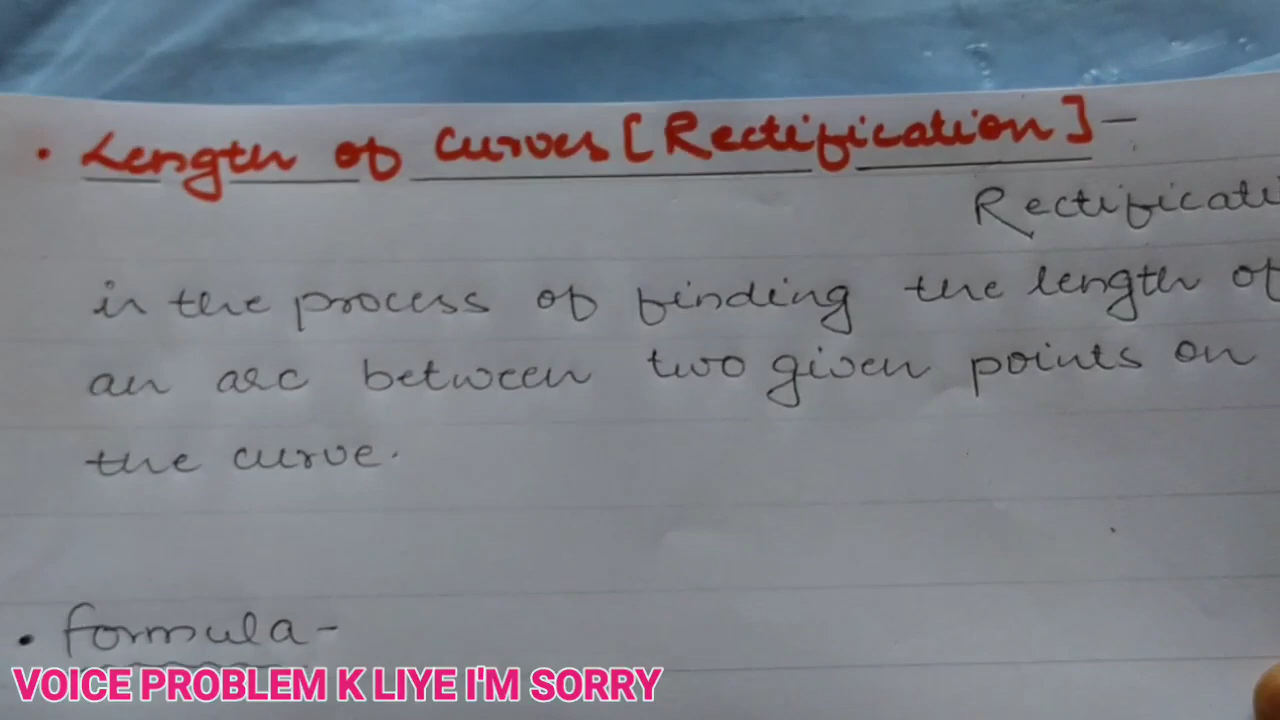 • Length of Curves [Rectification] -
Rectificati
is the process of finding the length of
an arc between two given points on
the curve.
• formula -
VOICE PROBLEM K LIYE I'M SORRY